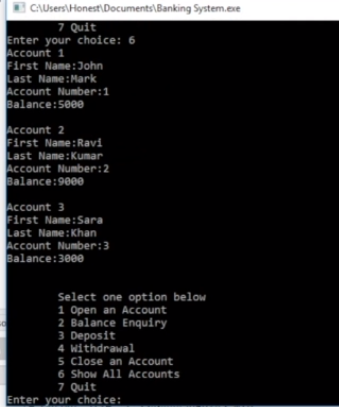 C:\Users\Honest\Documents\Banking System.exe
7 Quit
Enter your choice: 6
Account 1
First Name:John
Last Name:Mark
Account Number:1
Balance:5000
Account 2
First Name:Ravi
Last Name:Kumar
Account Number:2
Balance:9000
Account 3
First Name:Sara
Last Name:Khan
Account Number:3
Balance:3000
Select one option below
1 Open an Account
2 Balance Enquiry
3 Deposit
4 Withdrawal
5 Close an Account
6 Show All Accounts
7 Quit
Enter your choice: